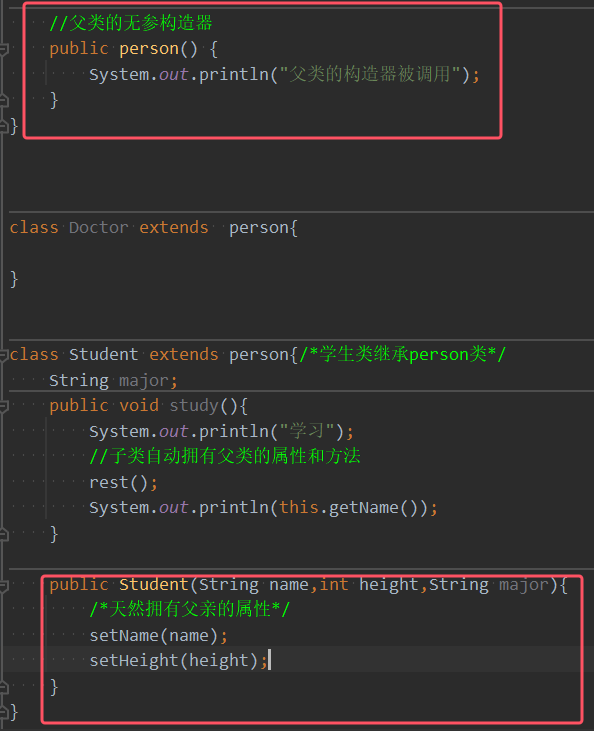 //父类的无参构造器
public person() {
System.out.println("父类的构造器被调用");
}
}
class Doctor extends person{
}
class Student extends person{/*学生类继承person类*/
String major;
public void study(){
System.out.println("学习");
//子类自动拥有父类的属性和方法
rest();
System.out.println(this.getName());
}
public Student(String name,int height,String major){
/*天然拥有父亲的属性*/
setName(name);
setHeight(height);
}
}